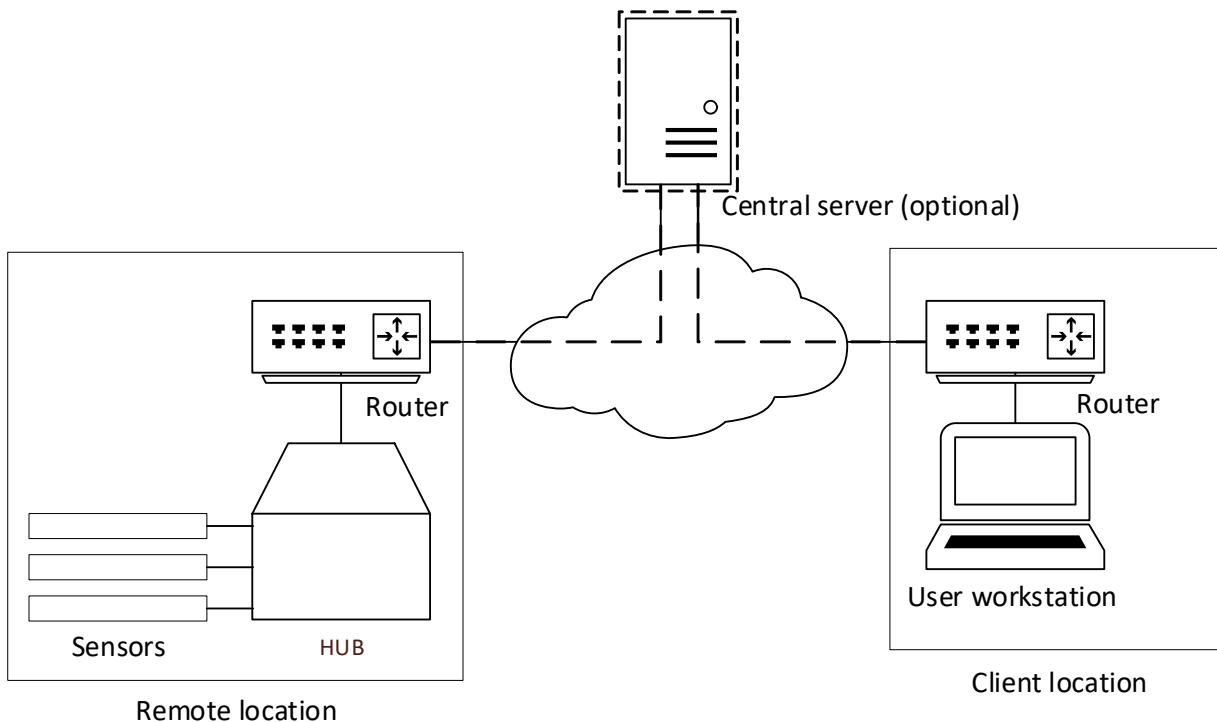 Central server (optional)
Router
Router
User workstation
Sensors
HUB
Client location
Remote location